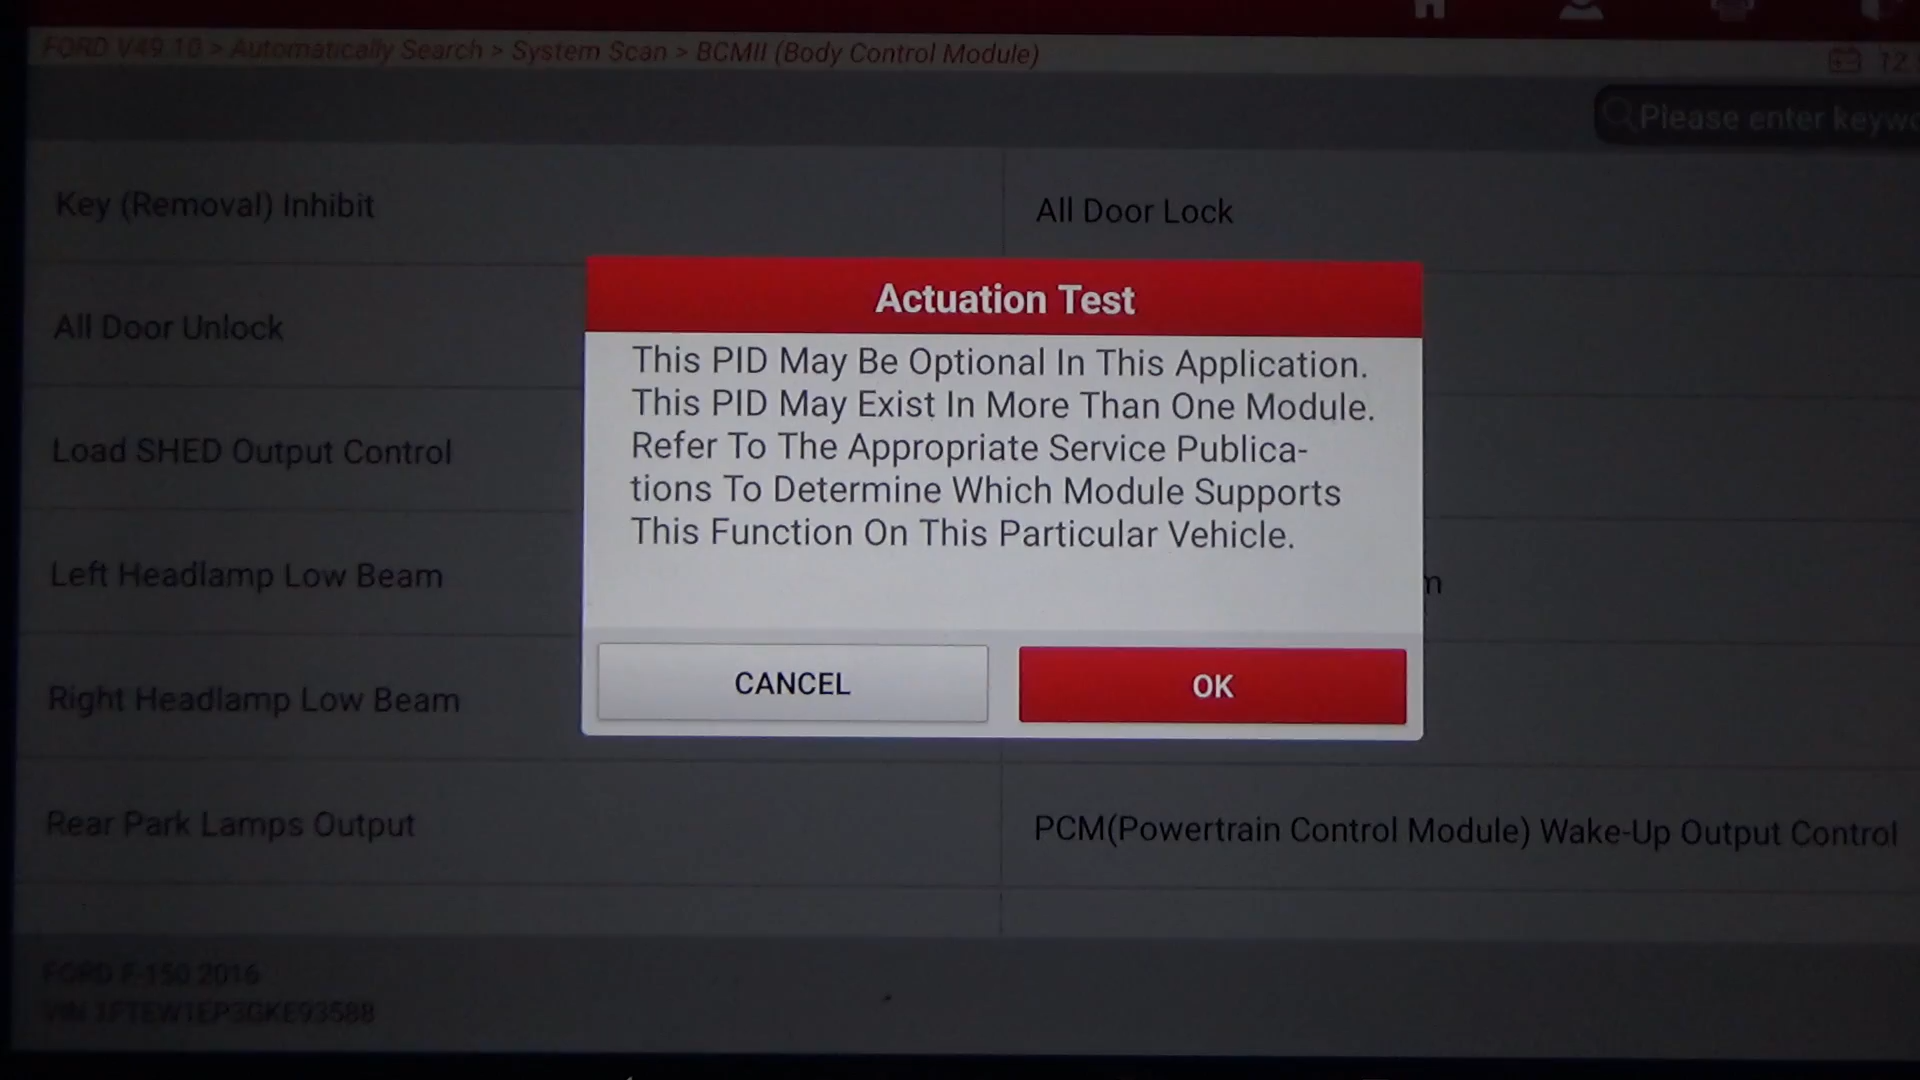 FORD V49.10 > Automatically Search > System Scan > BCMII (Body Control Module)
Please enter
Key (Removal) Inhibit
All Door Lock
Actuation Test
All Door Unlock
This PID May Be Optional In This Application.
This PID May Exist In More Than One Module.
Refer To The Appropriate Service Publica-
tions To Determine Which Module Supports
This Function On This Particular Vehicle.
Load SHED Output Control
Left Headlamp Low Beam
CANCEL
OK
Right Headlamp Low Beam
Rear Park Lamps Output
PCM(Powertrain Control Module) Wake-Up Output Control
FORD F-150 2016
VIN 1FTEW1EP3GKE93588